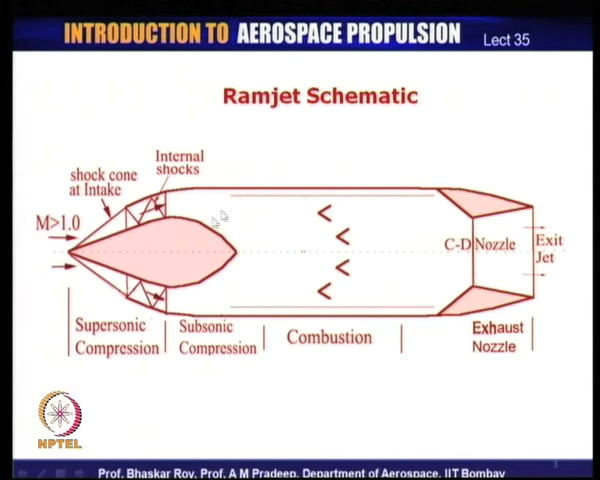 INTRODUCTION TO AEROSPACE PROPULSION
Lect 35
Ramjet Schematic
Internal
shocks
shock cone
at Intake
M>1.0
C-D Nozzle
Exit
Jet
Supersonic
Compression
Subsonic
Compression
Combustion
Exhaust
Nozzle
NPTEL
3
Prof. Bhaskar Roy, Prof. A M Pradeep, Department of Aerospace, IIT Bombay